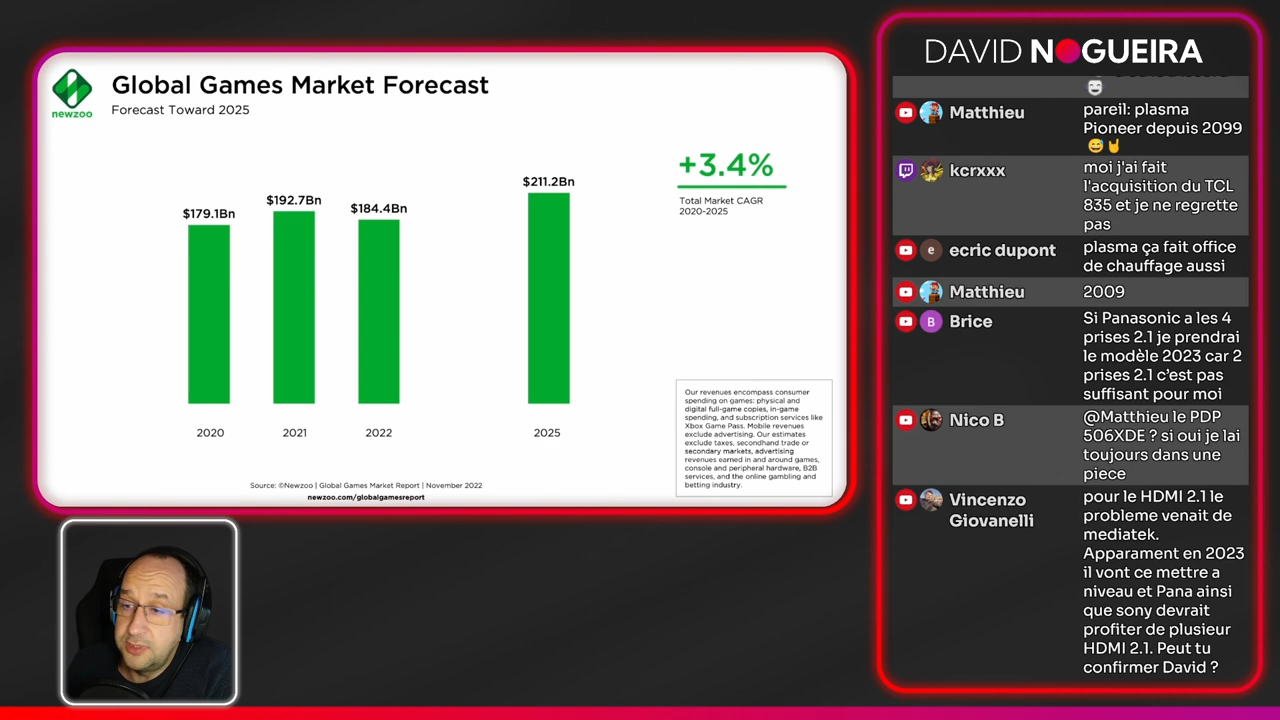 Global Games Market Forecast
Forecast Toward 2025
newzoo
$179.1Bn
$192.7Bn
$184.4Bn
$211.2Bn
2020
2021
2022
2025
+3.4%
Total Market CAGR
2020-2025
Our revenues encompass consumer
spending on games: physical and
digital full-game copies, in-game
spending, and subscription services like
Xbox Game Pass. Mobile revenues
exclude advertising. Our estimates
exclude taxes, secondhand trade or
secondary markets, advertising
revenues earned in and around games,
console and peripheral hardware, B2B
services, and the online gambling and
betting industry.
Source: ©Newzoo | Global Games Market Report | November 2022
newzoo.com/globalgamesreport
DAVID NOGUEIRA
Matthieu
pareil: plasma
Pioneer depuis 2099
😅🤘
kcrxxx
moi j'ai fait
l'acquisition du TCL
835 et je ne regrette
pas
e
ecric dupont
plasma ça fait office
de chauffage aussi
Matthieu
2009
B
Brice
Si Panasonic a les 4
prises 2.1 je prendrai
le modèle 2023 car 2
prises 2.1 c'est pas
suffisant pour moi
Nico B
@Matthieu le PDP
506XDE ? si oui je lai
toujours dans une
piece
Vincenzo
Giovanelli
pour le HDMI 2.1 le
probleme venait de
mediatek.
Apparament en 2023
il vont ce mettre a
niveau et Pana ainsi
que sony devrait
profiter de plusieur
HDMI 2.1. Peut tu
confirmer David ?